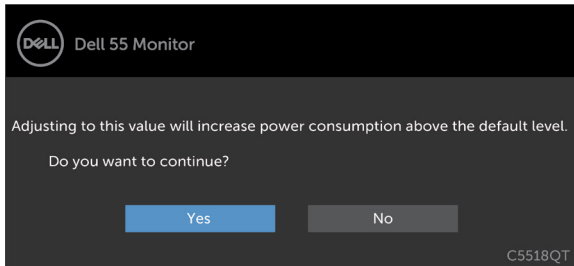 DELL Dell 55 Monitor
Adjusting to this value will increase power consumption above the default level.
Do you want to continue?
Yes No
C5518QT